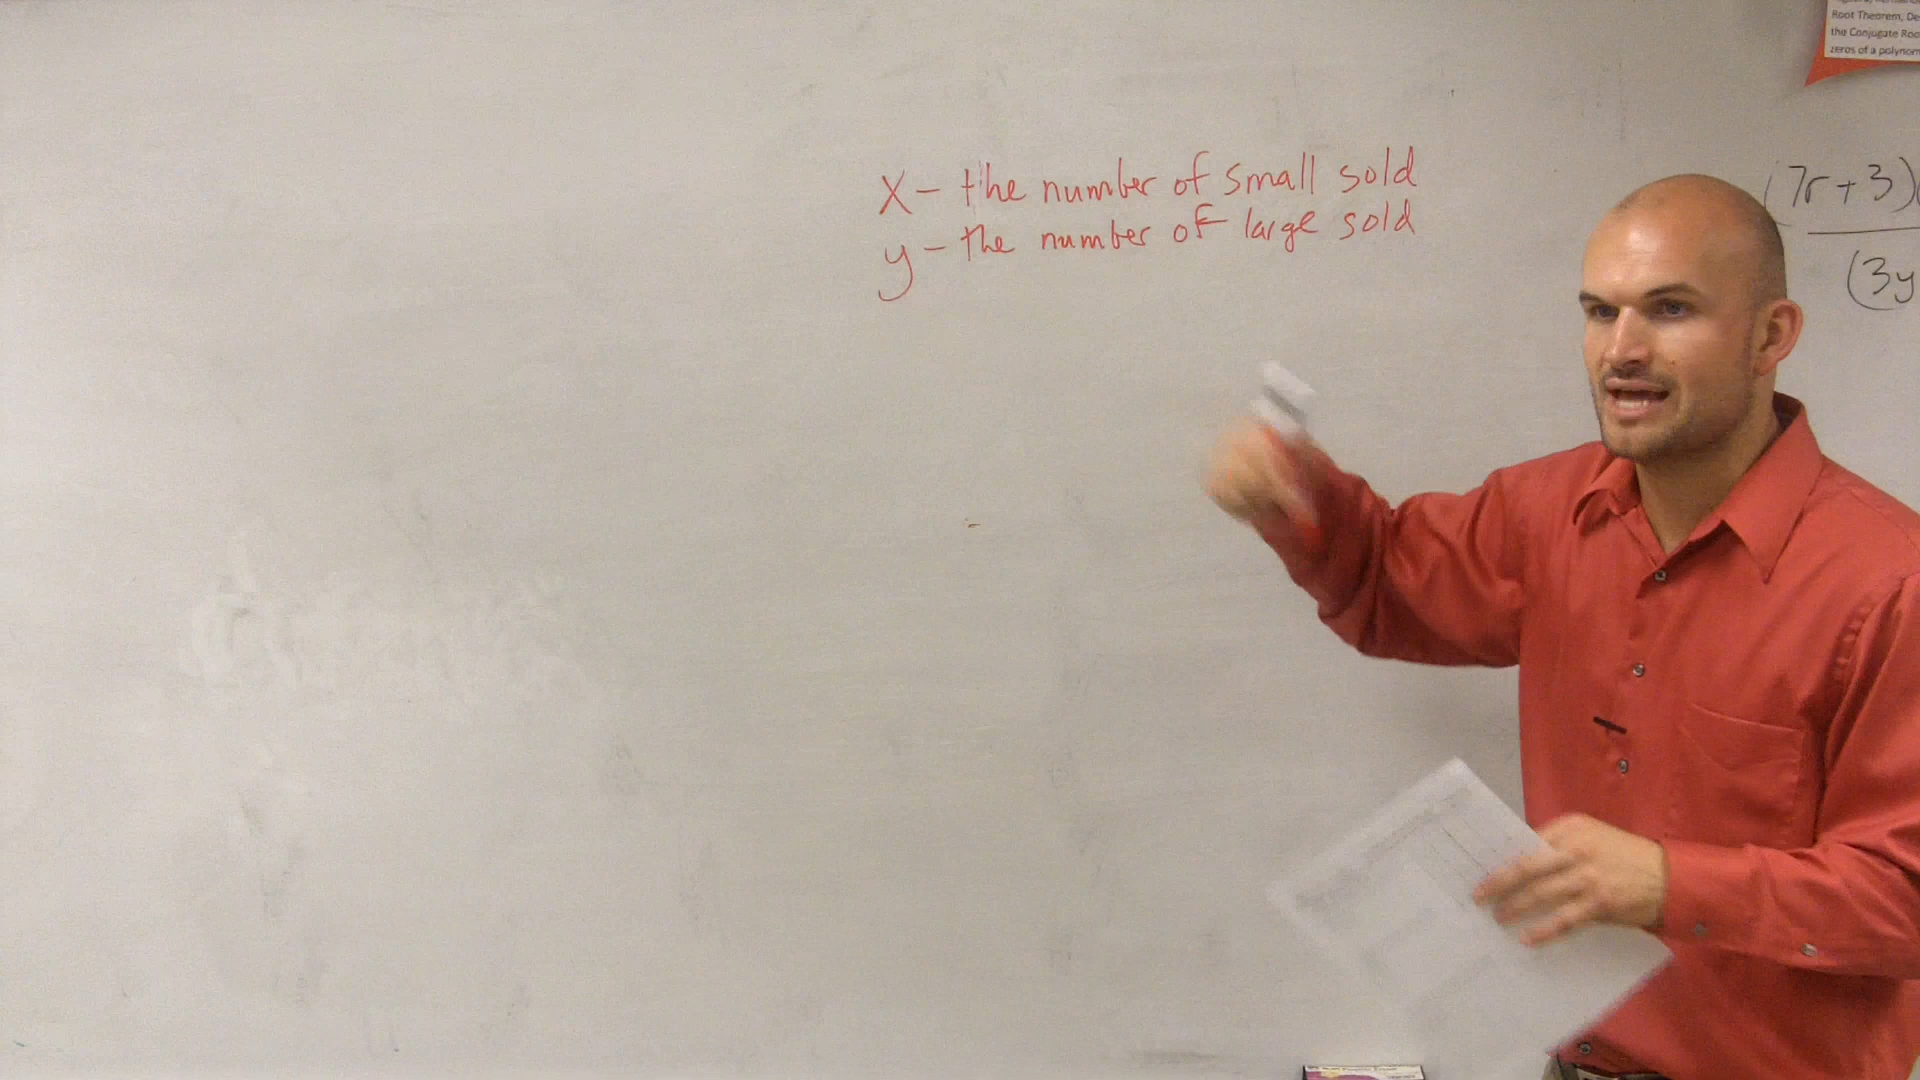 Root Theorem, De
the Conjugate Roo
zeros of a polynom
x - the number of small sold
y - the number of large sold
(7r+3)(
(3y